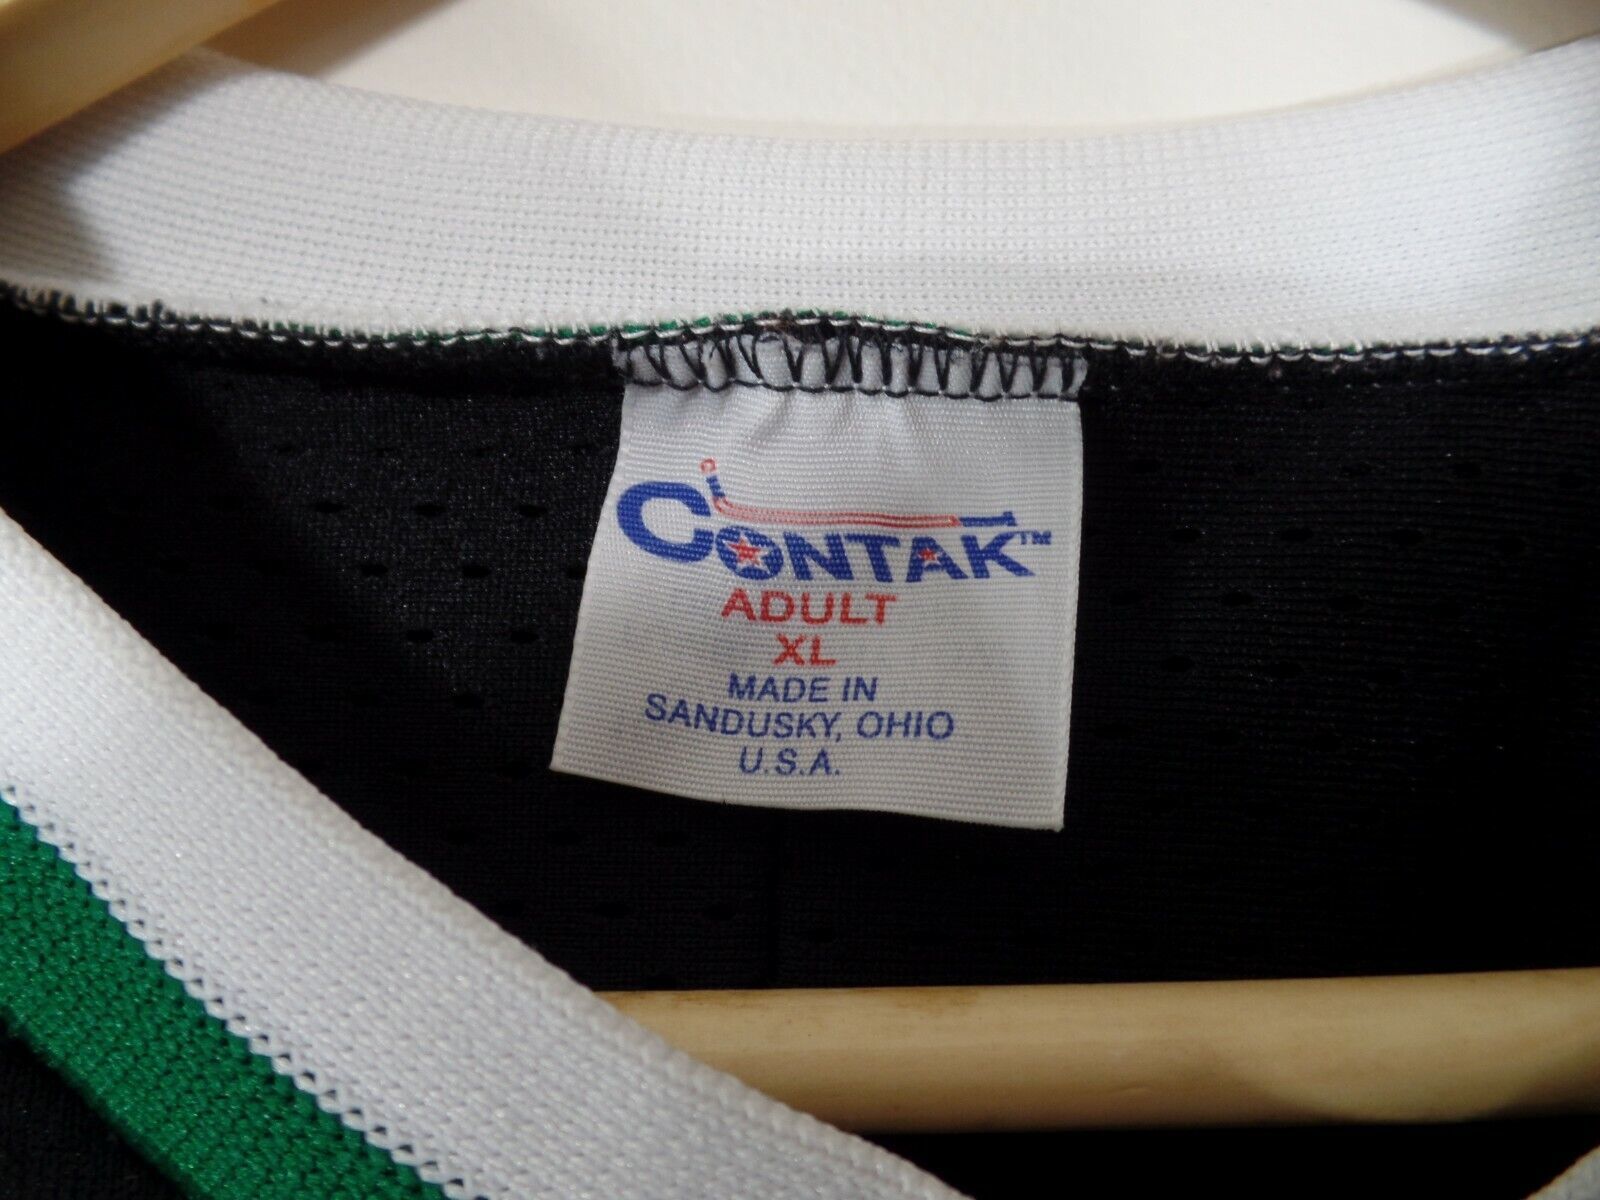 CONTAK™
ADULT
XL
MADE IN
SANDUSKY, OHIO
U.S.A.